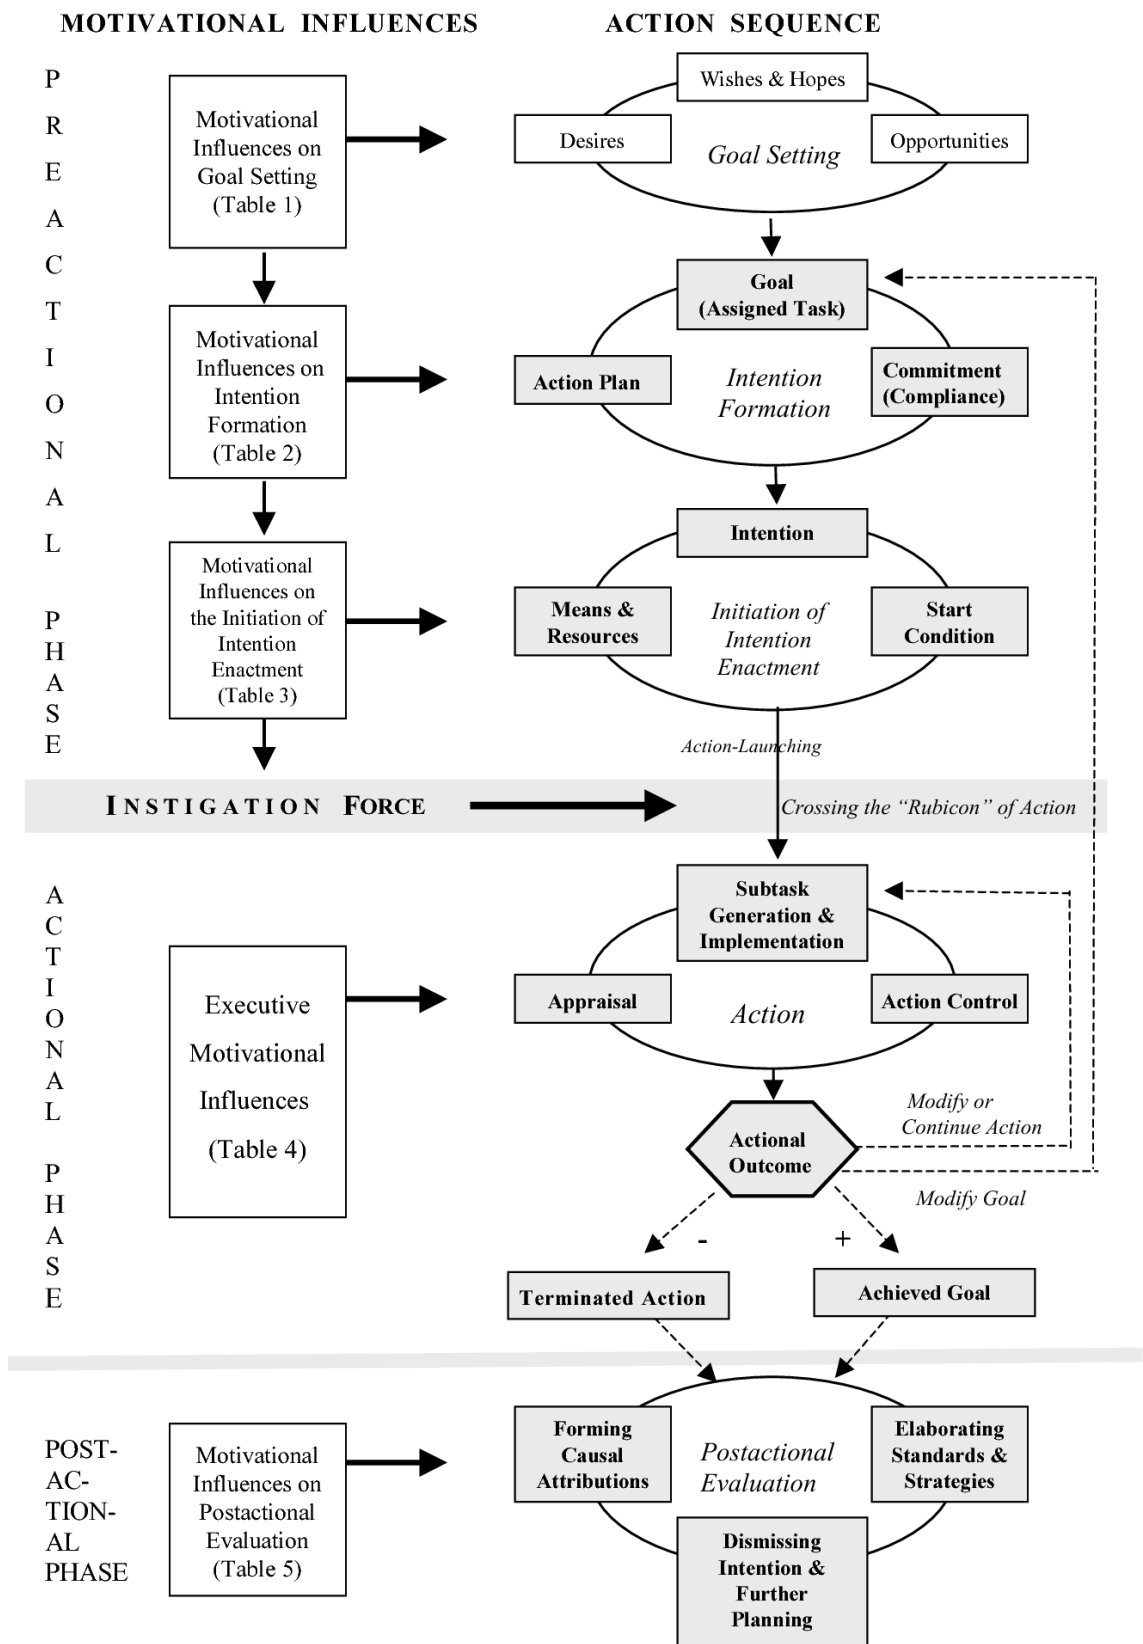 MOTIVATIONAL INFLUENCES
ACTION SEQUENCE
PREACTIONAL PHASE
Motivational
Influences on
Goal Setting
(Table 1)
Wishes & Hopes
Desires
Opportunities
Goal Setting
Motivational
Influences on
Intention
Formation
(Table 2)
Goal
(Assigned Task)
Action Plan
Commitment
(Compliance)
Intention
Formation
Motivational
Influences on
the Initiation of
Intention
Enactment
(Table 3)
Intention
Means &
Resources
Start
Condition
Initiation of
Intention
Enactment
Action-Launching
INSTIGATION FORCE
Crossing the “Rubicon” of Action
ACTIONAL PHASE
Executive
Motivational
Influences
(Table 4)
Subtask
Generation &
Implementation
Appraisal
Action Control
Action
Actional
Outcome
Modify or
Continue Action
Modify Goal
-
+
Terminated Action
Achieved Goal
POST-
AC-
TION-
AL
PHASE
Motivational
Influences on
Postactional
Evaluation
(Table 5)
Forming
Causal
Attributions
Elaborating
Standards &
Strategies
Postactional
Evaluation
Dismissing
Intention &
Further
Planning